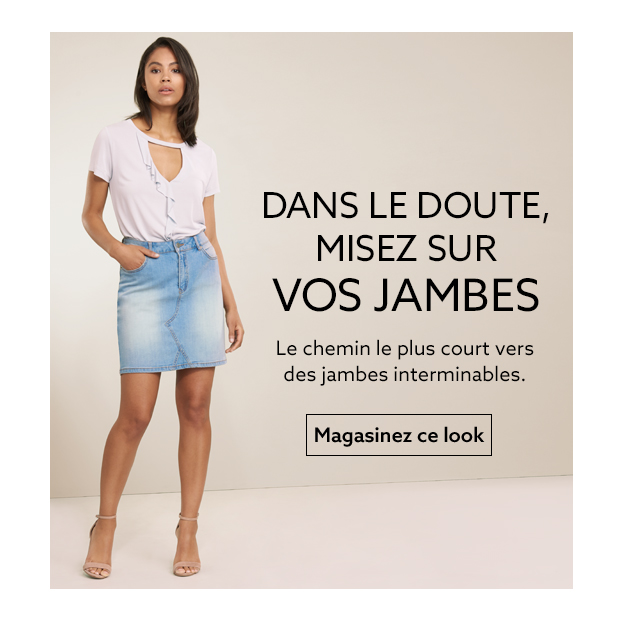 DANS LE DOUTE,
MISEZ SUR
VOS JAMBES
Le chemin le plus court vers
des jambes interminables.
Magasinez ce look